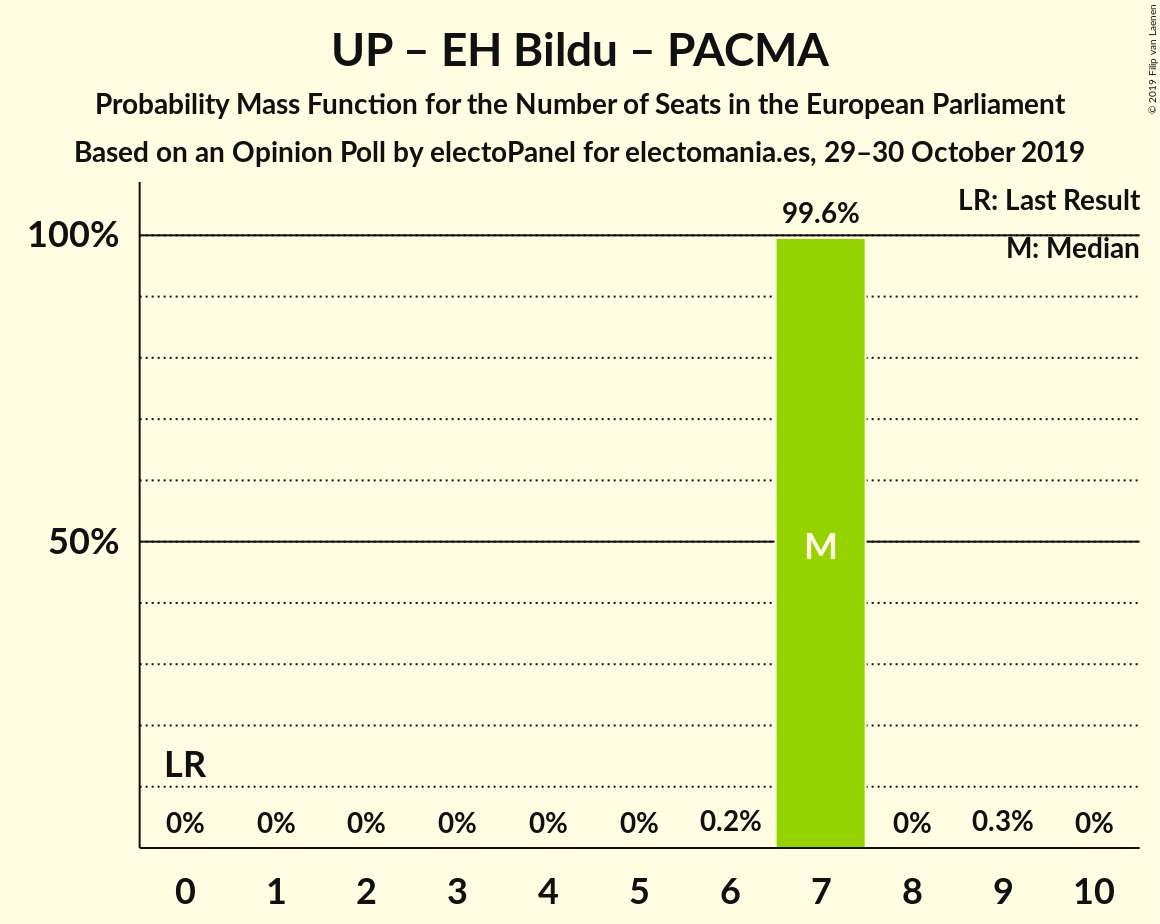 UP – EH Bildu – PACMA
Probability Mass Function for the Number of Seats in the European Parliament
Based on an Opinion Poll by electoPanel for electomania.es, 29–30 October 2019
© 2019 Filip van Laenen
LR: Last Result
M: Median
99.6%
100%
50%
M
LR
0% 0% 0% 0% 0% 0% 0.2% 0% 0.3% 0%
0 1 2 3 4 5 6 7 8 9 10